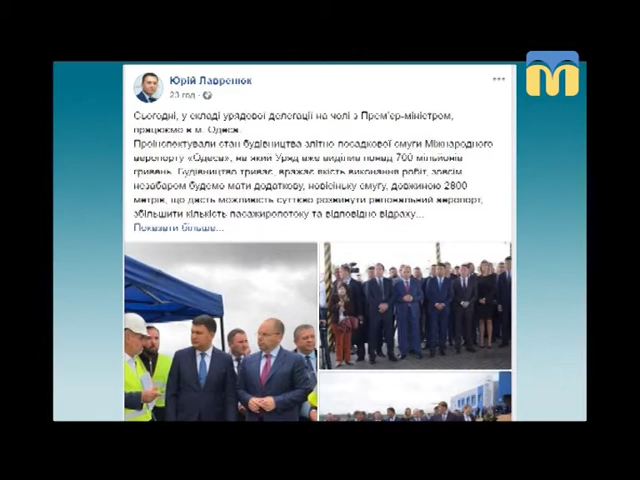 Юрій Лавренюк
23 год
Сьогодні, у складі урядової делегації на чолі з Прем'єр-міністром,
працюємо в м. Одеса.
Проінспектували стан будівництва злітно посадкової смуги Міжнародного
аеропорту «Одеса», на який Уряд вже виділив понад 700 мільйонів
гривень. Будівництво триває, вражає якість виконання робіт, зовсім
незабаром будемо мати додаткову, новісіньку смугу, довжиною 2800
метрів, що дасть можливість суттєво розвинути регіональний аеропорт,
збільшити кількість пасажиропотоку та відповідно відраху...
Показати більше...